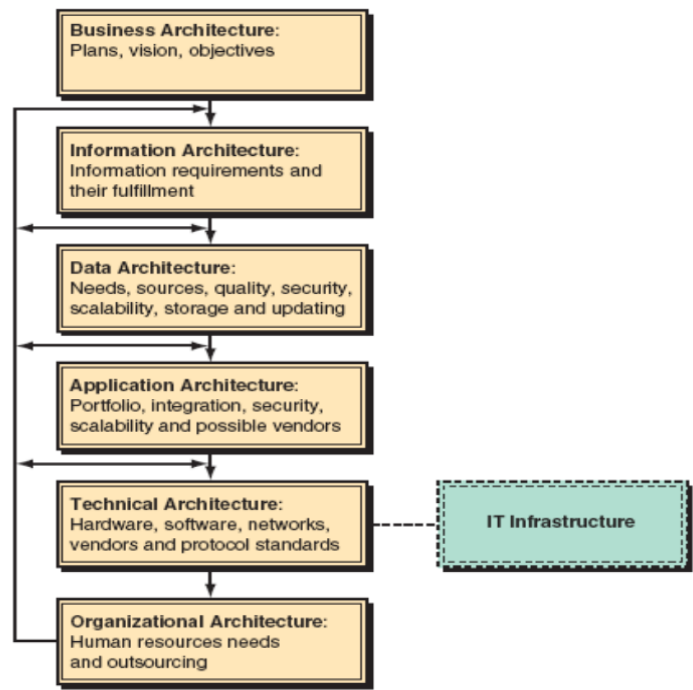 Business Architecture:
Plans, vision, objectives
Information Architecture:
Information requirements and
their fulfillment
Data Architecture:
Needs, sources, quality, security,
scalability, storage and updating
Application Architecture:
Portfolio, integration, security,
scalability and possible vendors
Technical Architecture:
Hardware, software, networks,
vendors and protocol standards
IT Infrastructure
Organizational Architecture:
Human resources needs
and outsourcing